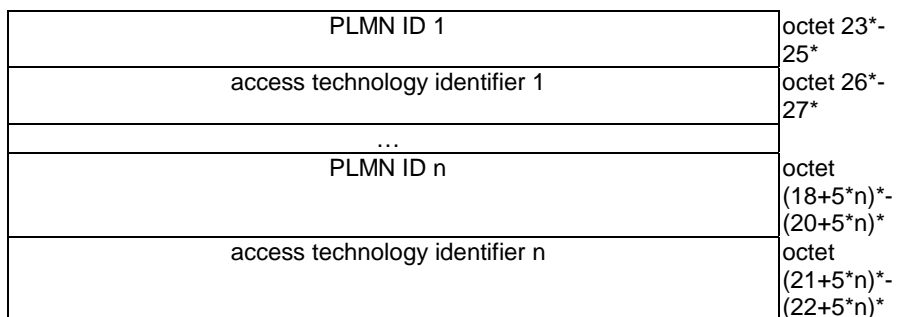 PLMN ID 1 octet 23*-
25*
access technology identifier 1 octet 26*-
27*
…
PLMN ID n octet
(18+5*n)*-
(20+5*n)*
access technology identifier n octet
(21+5*n)*-
(22+5*n)*